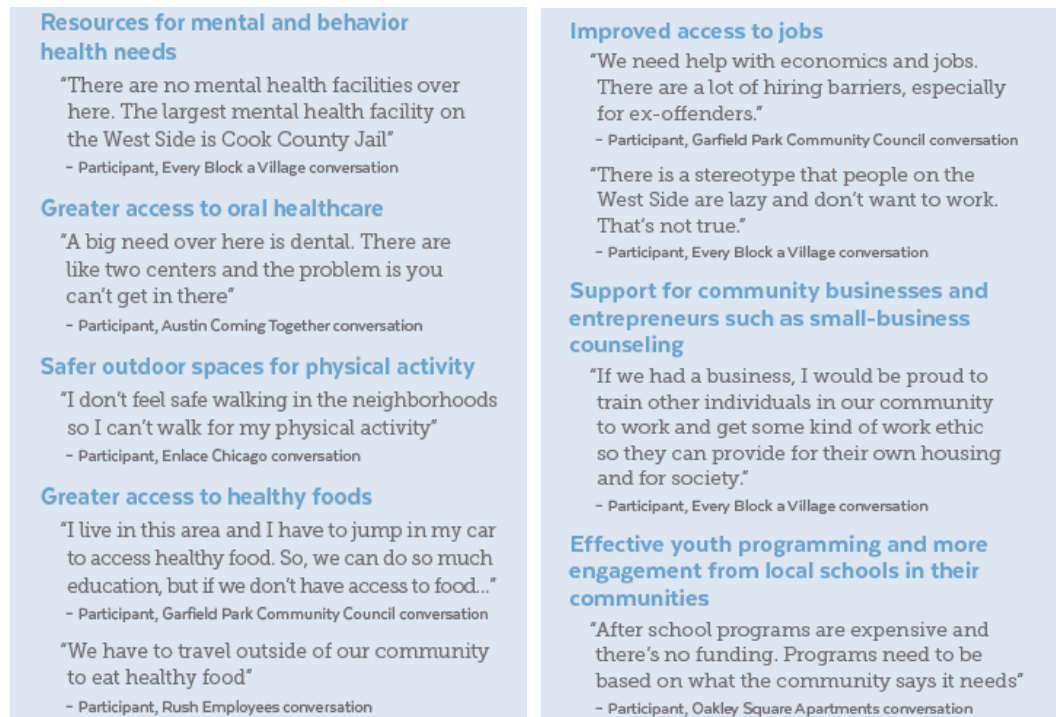 Resources for mental and behavior
health needs
“There are no mental health facilities over
here. The largest mental health facility on
the West Side is Cook County Jail”
– Participant, Every Block a Village conversation
Greater access to oral healthcare
“A big need over here is dental. There are
like two centers and the problem is you
can’t get in there”
– Participant, Austin Coming Together conversation
Safer outdoor spaces for physical activity
“I don’t feel safe walking in the neighborhoods
so I can’t walk for my physical activity”
– Participant, Enlace Chicago conversation
Greater access to healthy foods
“I live in this area and I have to jump in my car
to access healthy food. So, we can do so much
education, but if we don’t have access to food...”
– Participant, Garfield Park Community Council conversation
“We have to travel outside of our community
to eat healthy food”
– Participant, Rush Employees conversation
Improved access to jobs
“We need help with economics and jobs.
There are a lot of hiring barriers, especially
for ex-offenders.”
– Participant, Garfield Park Community Council conversation
“There is a stereotype that people on the
West Side are lazy and don’t want to work.
That’s not true.”
– Participant, Every Block a Village conversation
Support for community businesses and
entrepreneurs such as small-business
counseling
“If we had a business, I would be proud to
train other individuals in our community
to work and get some kind of work ethic
so they can provide for their own housing
and for society.”
– Participant, Every Block a Village conversation
Effective youth programming and more
engagement from local schools in their
communities
“After school programs are expensive and
there’s no funding. Programs need to be
based on what the community says it needs”
– Participant, Oakley Square Apartments conversation